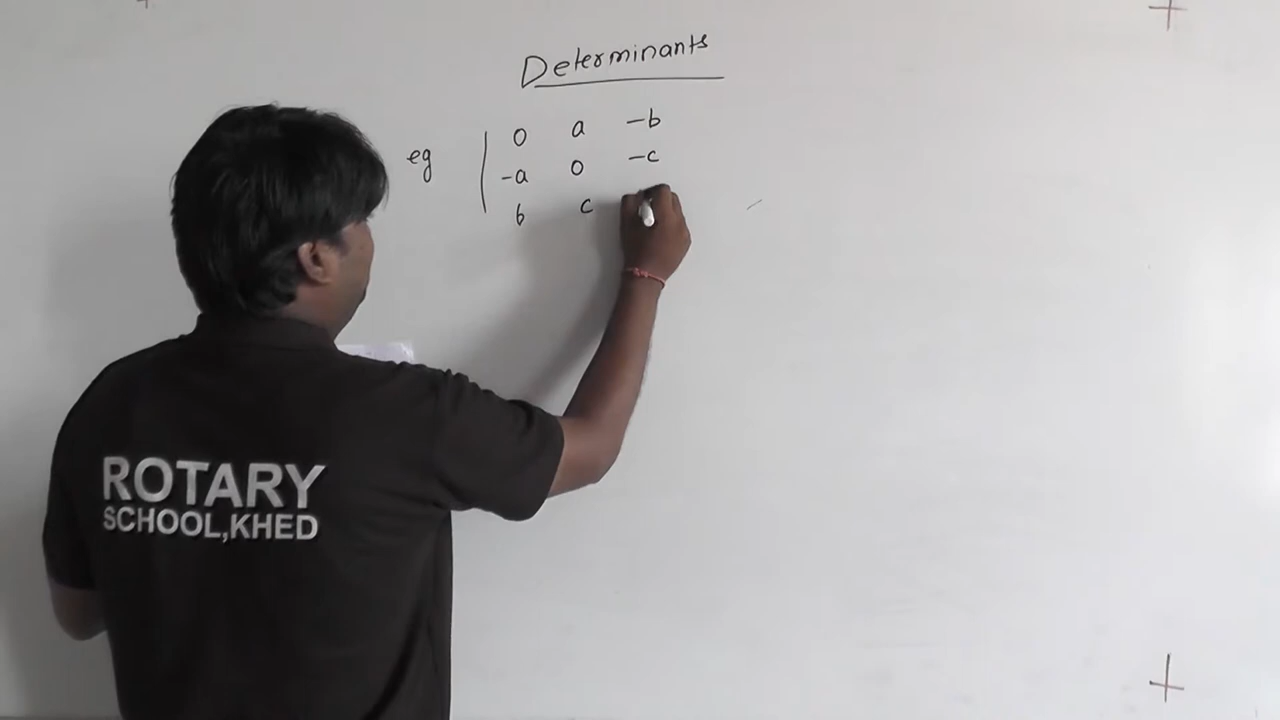 Determinants
eg | 0 a -b
-a 0 -c
b c
ROTARY
SCHOOL,KHED